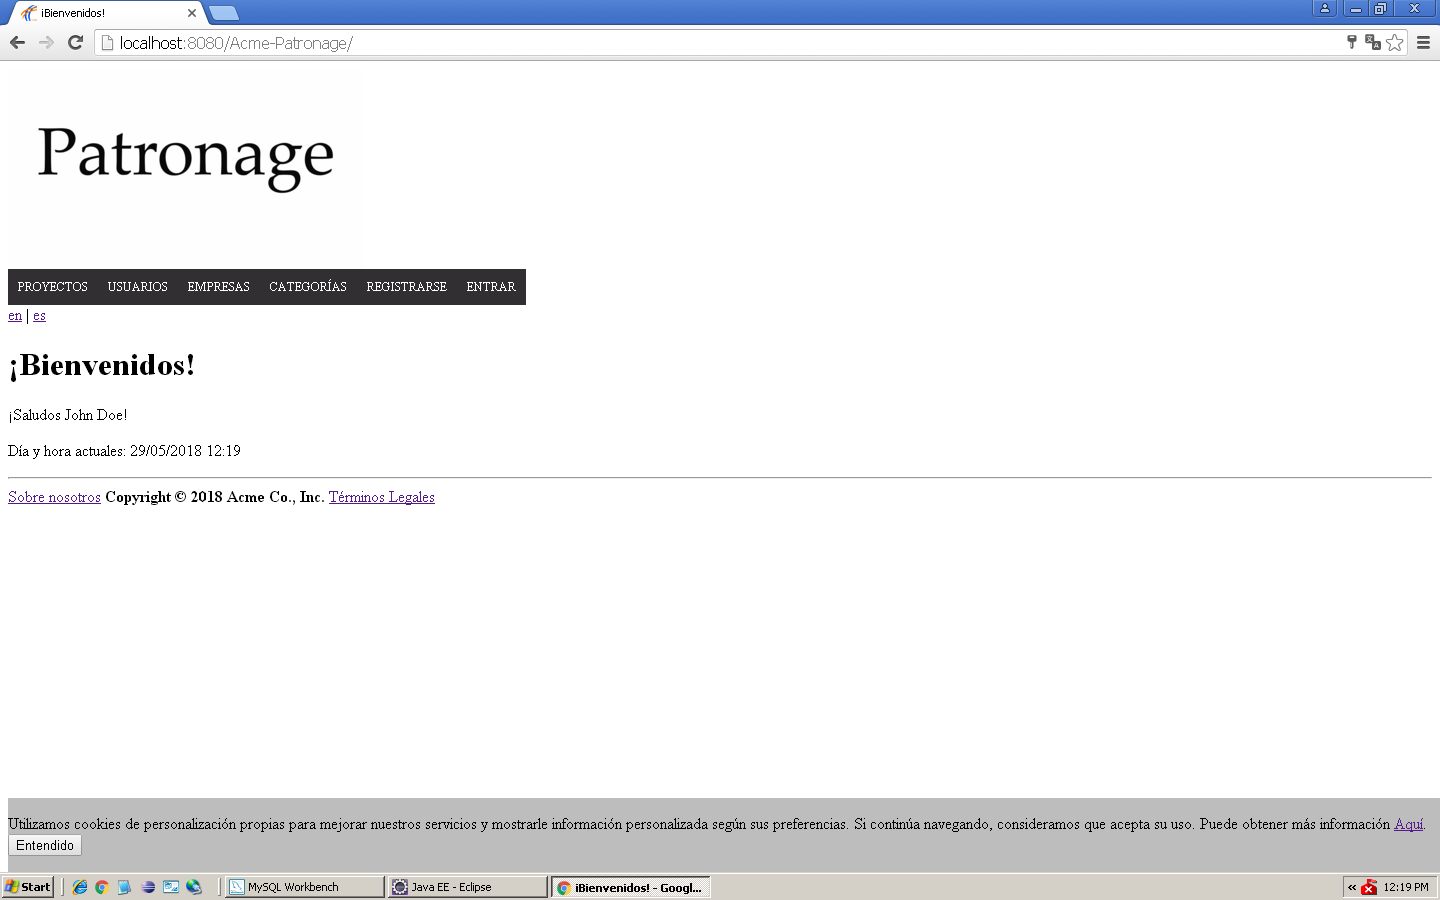 ¡Bienvenidos!
localhost:8080/Acme-Patronage/
Patronage
PROYECTOS USUARIOS EMPRESAS CATEGORÍAS REGISTRARSE ENTRAR
en | es
¡Bienvenidos!
¡Saludos John Doe!
Día y hora actuales: 29/05/2018 12:19
Sobre nosotros Copyright © 2018 Acme Co., Inc. Términos Legales
Utilizamos cookies de personalización propias para mejorar nuestros servicios y mostrarle información personalizada según sus preferencias. Si continúa navegando, consideramos que acepta su uso. Puede obtener más información Aquí.
Entendido
Start MySQL Workbench Java EE - Eclipse ¡Bienvenidos! - Googl... « 12:19 PM